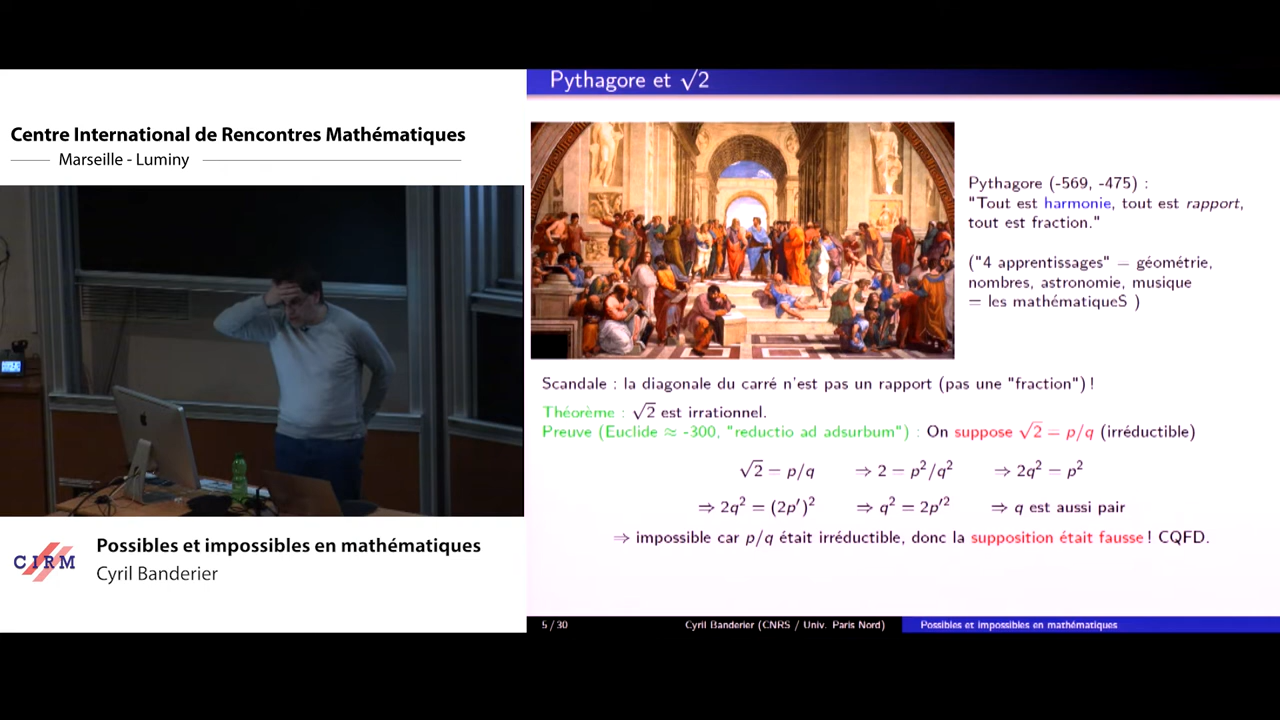 Centre International de Rencontres Mathématiques
Marseille - Luminy
CIRM
Possibles et impossibles en mathématiques
Cyril Banderier
Pythagore et √2
Pythagore (-569, -475) :
"Tout est harmonie, tout est rapport,
tout est fraction."
("4 apprentissages" = géométrie,
nombres, astronomie, musique
= les mathématiqueS )
Scandale : la diagonale du carré n'est pas un rapport (pas une "fraction") !
Théorème : √2 est irrationnel.
Preuve (Euclide ≈ -300, "reductio ad adsurbum") : On suppose √2 = p/q (irréductible)
√2 = p/q ⇒ 2 = p²/q² ⇒ 2q² = p²
⇒ 2q² = (2p′)² ⇒ q² = 2p′² ⇒ q est aussi pair
⇒ impossible car p/q était irréductible, donc la supposition était fausse ! CQFD.
5 / 30 Cyril Banderier (CNRS / Univ. Paris Nord) Possibles et impossibles en mathématiques